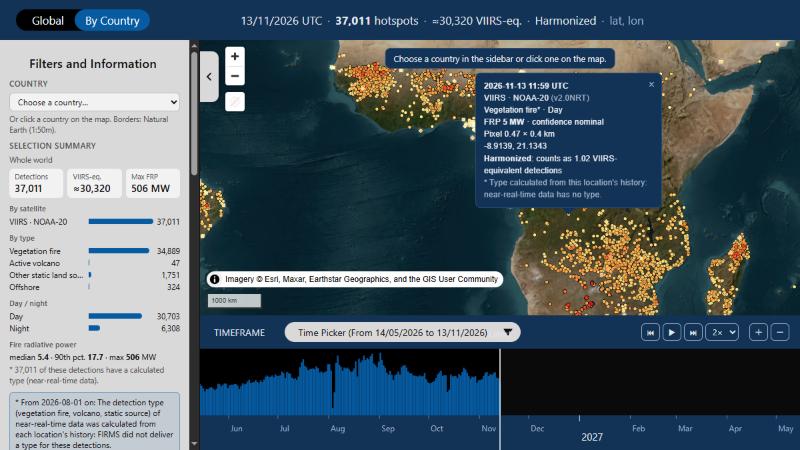 Global By Country
13/11/2026 UTC · 37,011 hotspots · ≈30,320 VIIRS-eq. · Harmonized · lat, lon
Filters and Information
COUNTRY
Choose a country...
Or click a country on the map. Borders: Natural
Earth (1:50m).
SELECTION SUMMARY
Whole world
Detections
37,011
VIIRS-eq.
≈30,320
Max FRP
506 MW
By satellite
VIIRS · NOAA-20 37,011
By type
Vegetation fire 34,889
Active volcano 47
Other static land so... 1,751
Offshore 324
Day / night
Day 30,703
Night 6,308
Fire radiative power
median 5.4 · 90th pct. 17.7 · max 506 MW
* 37,011 of these detections have a calculated
type (near-real-time data).
* From 2026-08-01 on: The detection type
(vegetation fire, volcano, static source) of
near-real-time data was calculated from
each location's history: FIRMS did not deliver
a type for these detections.
+
−
Choose a country in the sidebar or click one on the map.
×
2026-11-13 11:59 UTC
VIIRS · NOAA-20 (v2.0NRT)
Vegetation fire* · Day
FRP 5 MW · confidence nominal
Pixel 0.47 × 0.4 km
-8.9139, 21.1343
Harmonized: counts as 1.02 VIIRS-
equivalent detections
* Type calculated from this location's history:
near-real-time data has no type.
Imagery © Esri, Maxar, Earthstar Geographics, and the GIS User Community
1000 km
TIMEFRAME
Time Picker (From 14/05/2026 to 13/11/2026)
2×
+
−
Jun Jul Aug Sep Oct Nov Dec Feb Mar Apr May
2027